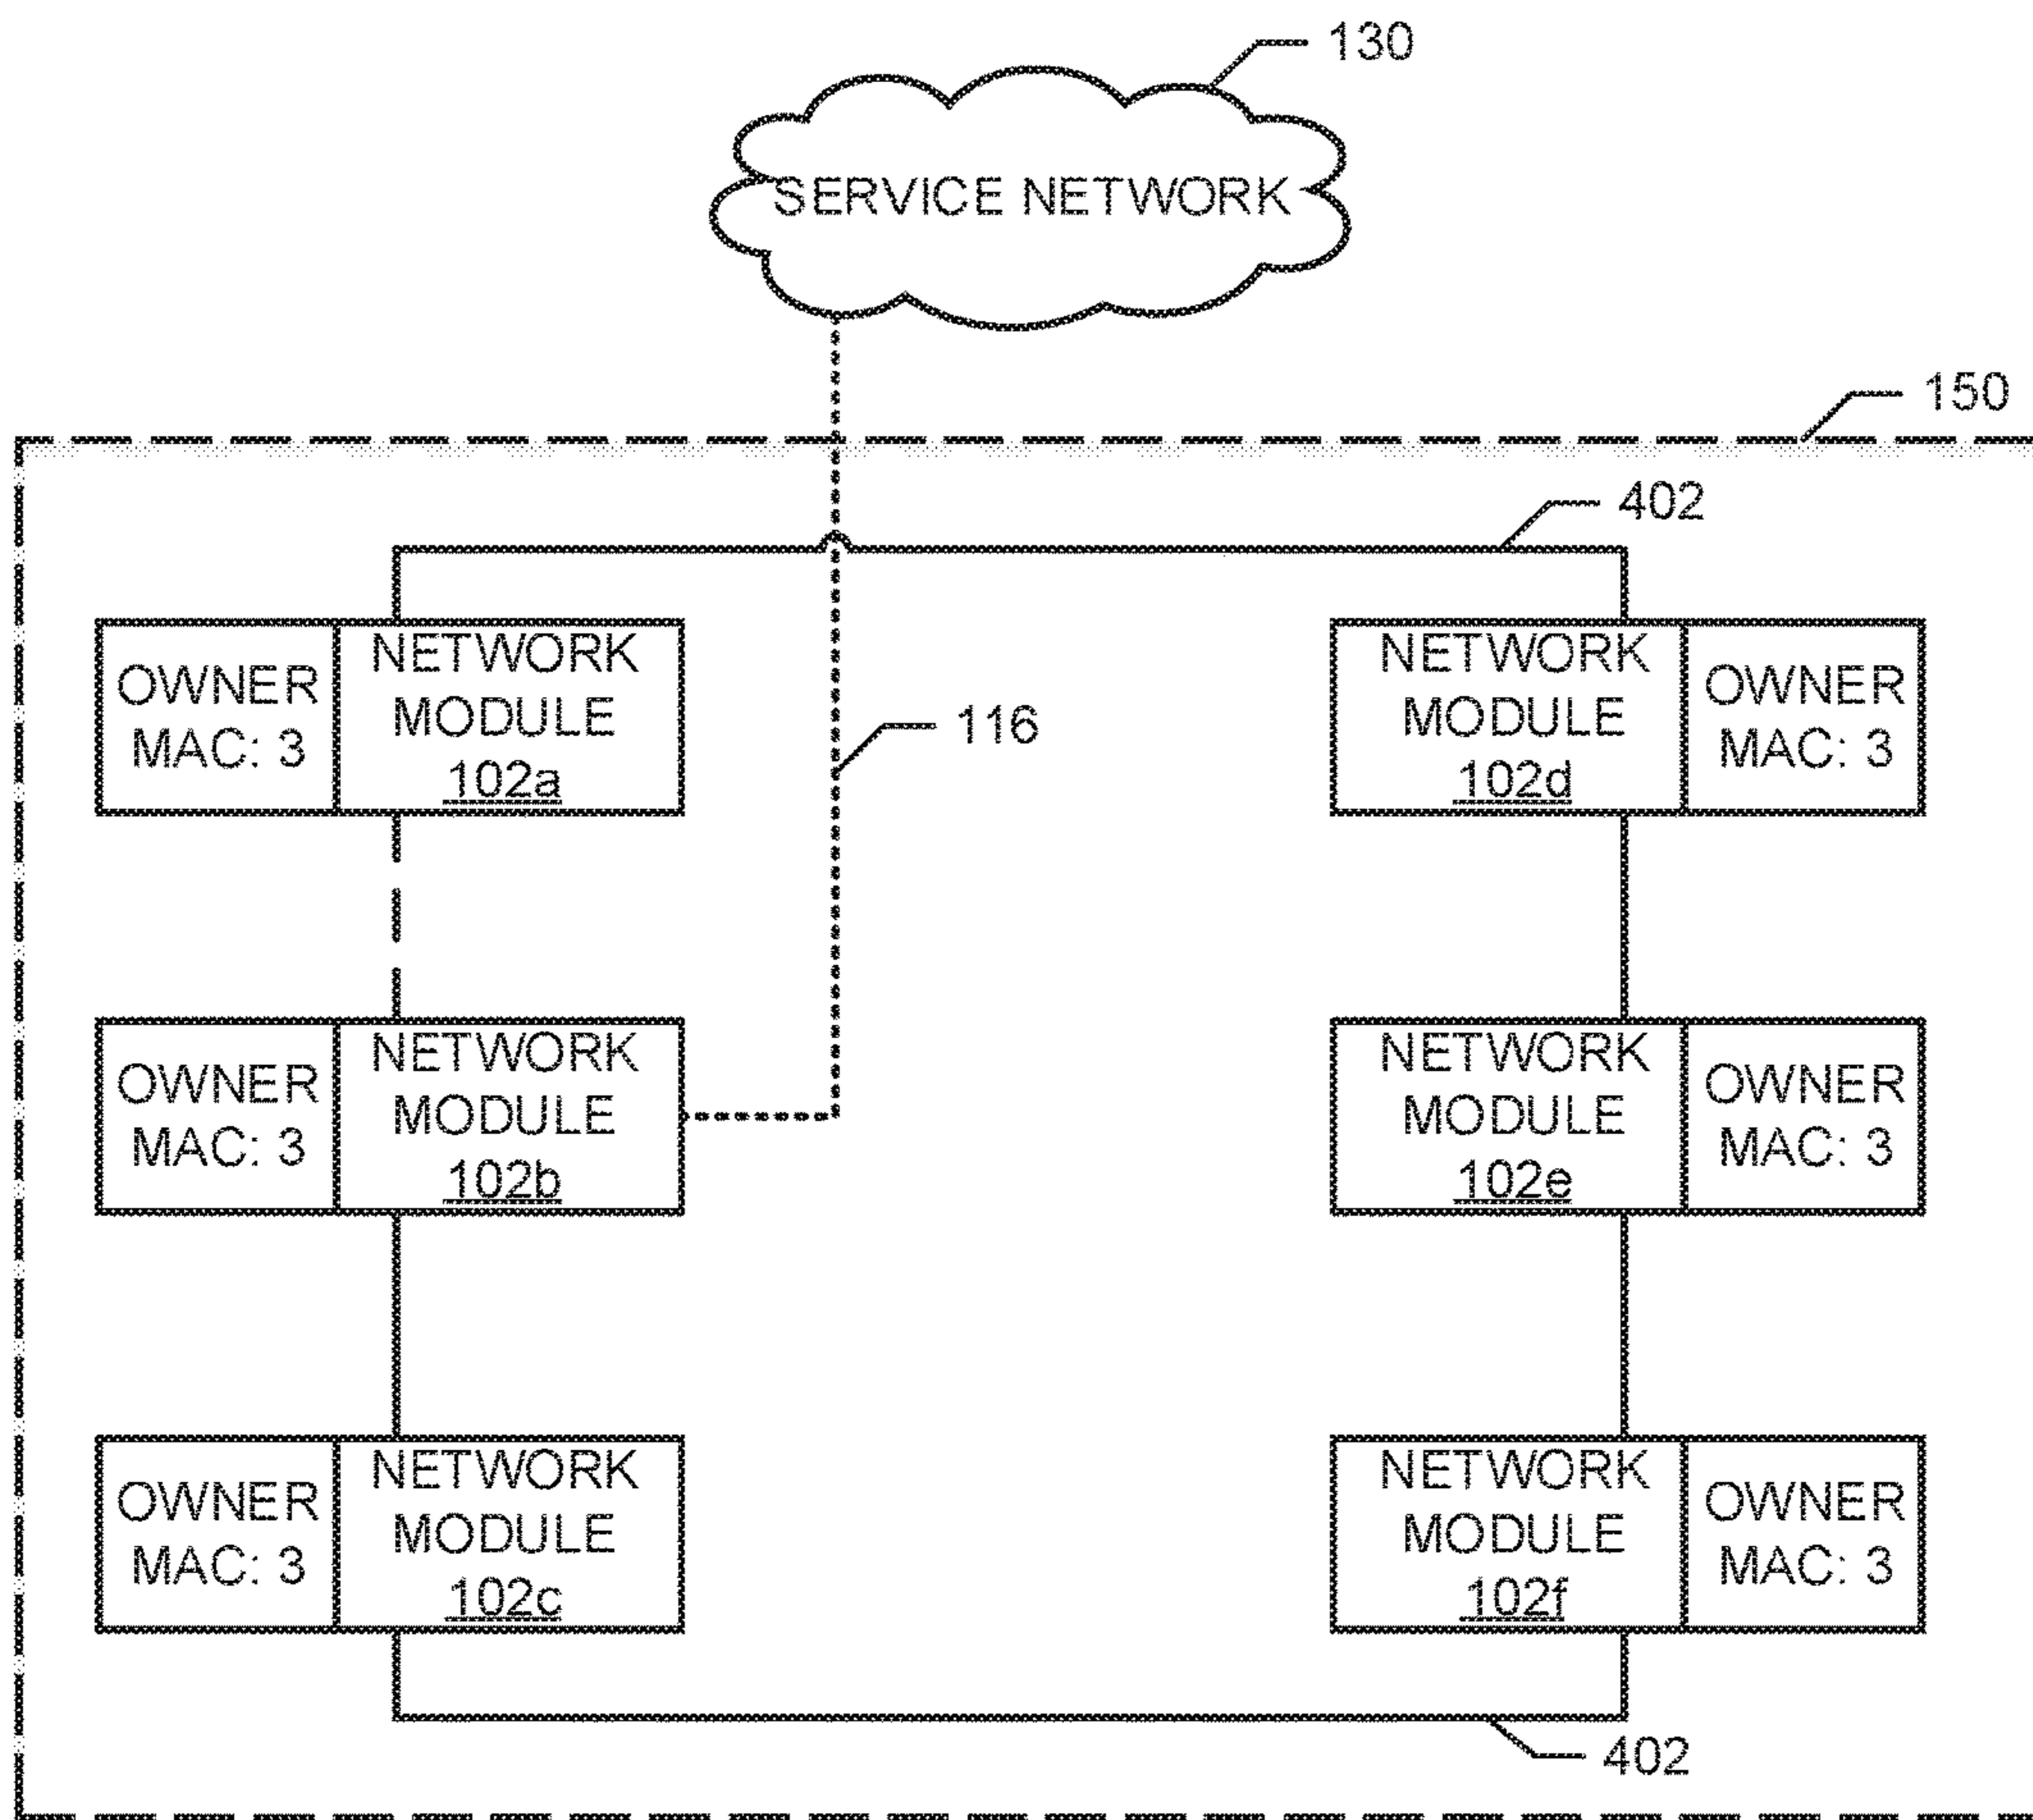 130
SERVICE NETWORK
150
402
OWNER
MAC: 3
NETWORK
MODULE
102a
116
NETWORK
MODULE
102d
OWNER
MAC: 3
OWNER
MAC: 3
NETWORK
MODULE
102b
NETWORK
MODULE
102e
OWNER
MAC: 3
OWNER
MAC: 3
NETWORK
MODULE
102c
NETWORK
MODULE
102f
OWNER
MAC: 3
402